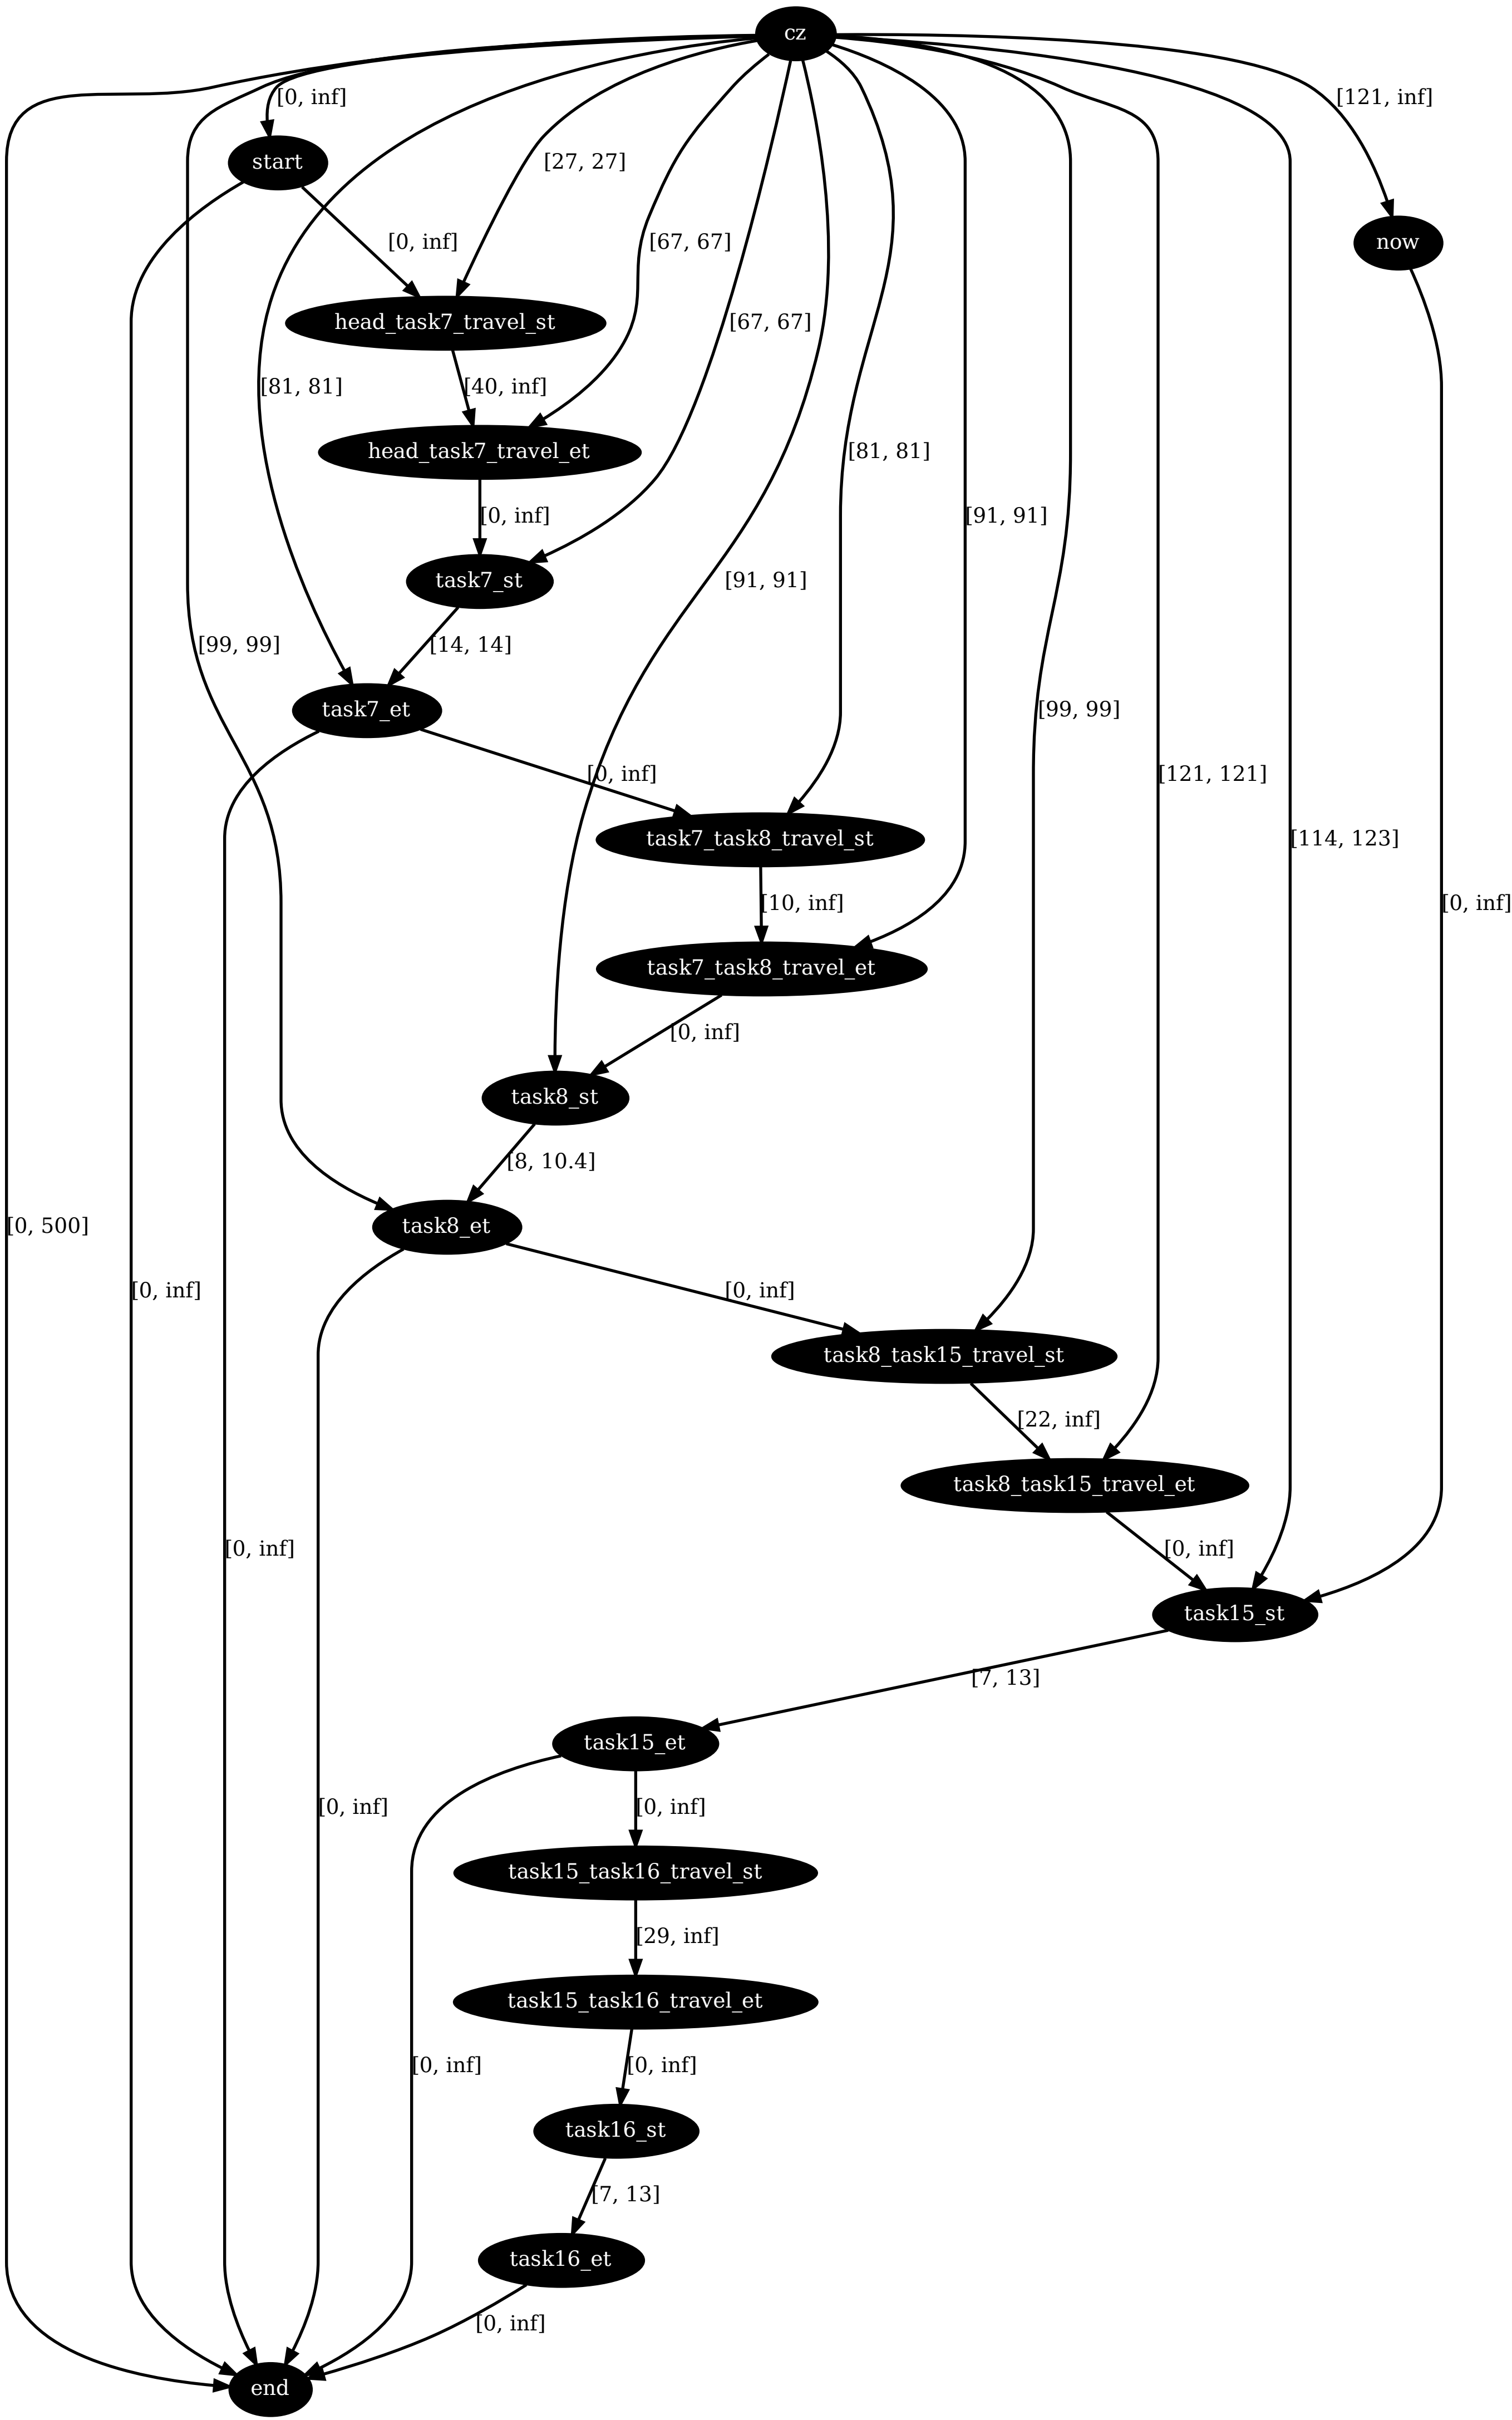 cz
[0, inf]
[121, inf]
start
[27, 27]
now
[0, inf]
[67, 67]
head_task7_travel_st
[67, 67]
[81, 81]
[40, inf]
head_task7_travel_et
[81, 81]
[0, inf]
[91, 91]
task7_st
[91, 91]
[99, 99]
[14, 14]
task7_et
[99, 99]
[0, inf]
[121, 121]
task7_task8_travel_st
[114, 123]
[10, inf]
[0, inf]
task7_task8_travel_et
[0, inf]
task8_st
[8, 10.4]
task8_et
[0, 500]
[0, inf]
[0, inf]
task8_task15_travel_st
[22, inf]
task8_task15_travel_et
[0, inf]
[0, inf]
task15_st
[7, 13]
task15_et
[0, inf]
[0, inf]
task15_task16_travel_st
[29, inf]
task15_task16_travel_et
[0, inf]
[0, inf]
task16_st
[7, 13]
task16_et
[0, inf]
end